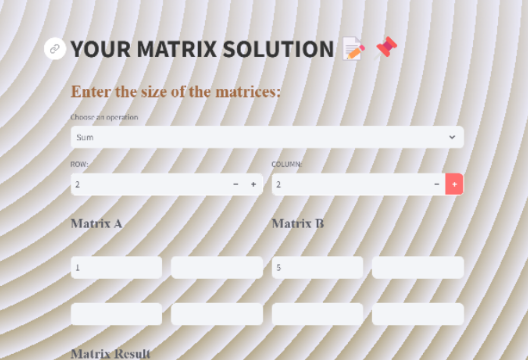 YOUR MATRIX SOLUTION
Enter the size of the matrices:
Choose an operation
Sum
ROW: COLUMN:
2 − + 2 − +
Matrix A Matrix B
1 5
Matrix Result